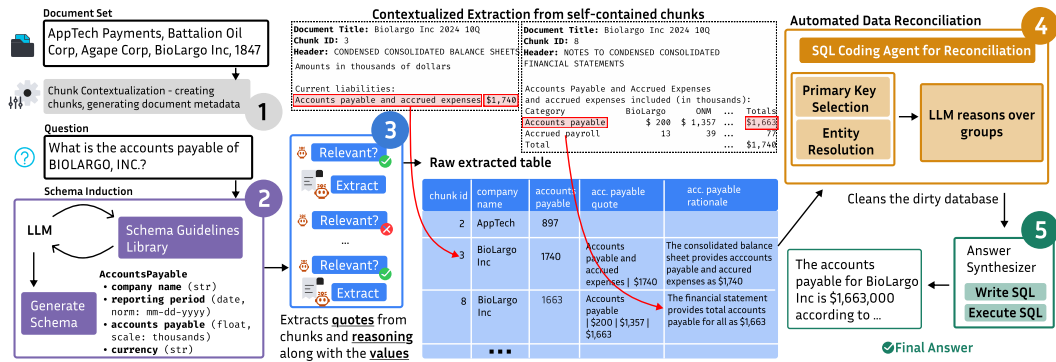 Document Set
AppTech Payments, Battalion Oil
Corp, Agape Corp, BioLargo Inc, 1847
Chunk Contextualization - creating
chunks, generating document metadata
1
Question
What is the accounts payable of
BIOLARGO, INC.?
Schema Induction
2
LLM
Schema Guidelines
Library
Generate
Schema
AccountsPayable
• company name (str)
• reporting period (date,
norm: mm-dd-yyyy)
• accounts payable (float,
scale: thousands)
• currency (str)
Contextualized Extraction from self-contained chunks
Document Title: Biolargo Inc 2024 10Q
Chunk ID: 3
Header: CONDENSED CONSOLIDATED BALANCE SHEETS
Amounts in thousands of dollars
Current liabilities:
Accounts payable and accrued expenses $1,740
Document Title: Biolargo Inc 2024 10Q
Chunk ID: 8
Header: NOTES TO CONDENSED CONSOLIDATED
FINANCIAL STATEMENTS
Accounts Payable and Accrued Expenses
and accrued expenses included (in thousands):
Category BioLargo ONM ... Totals
Accounts payable $ 200 $ 1,357 ... $1,663
Accrued payroll 13 39 ... 77
Total ... $1,740
3
Relevant?
Extract
Relevant?
...
Relevant?
Extract
Extracts quotes from
chunks and reasoning
along with the values
Raw extracted table
chunk id company name accounts payable acc. payable quote acc. payable rationale
2 AppTech 897
3 BioLargo Inc 1740 Accounts payable and accrued expenses | $1740 The consolidated balance sheet provides acccounts payable and accured expenses as $1,740
8 BioLargo Inc 1663 Accounts payable | $200 | $1,357 | $1,663 The financial statement provides total accounts payable for all as $1,663
Automated Data Reconciliation
4
SQL Coding Agent for Reconciliation
Primary Key
Selection
Entity
Resolution
LLM reasons over
groups
Cleans the dirty database
5
Answer
Synthesizer
Write SQL
Execute SQL
The accounts
payable for BioLargo
Inc is $1,663,000
according to ...
Final Answer